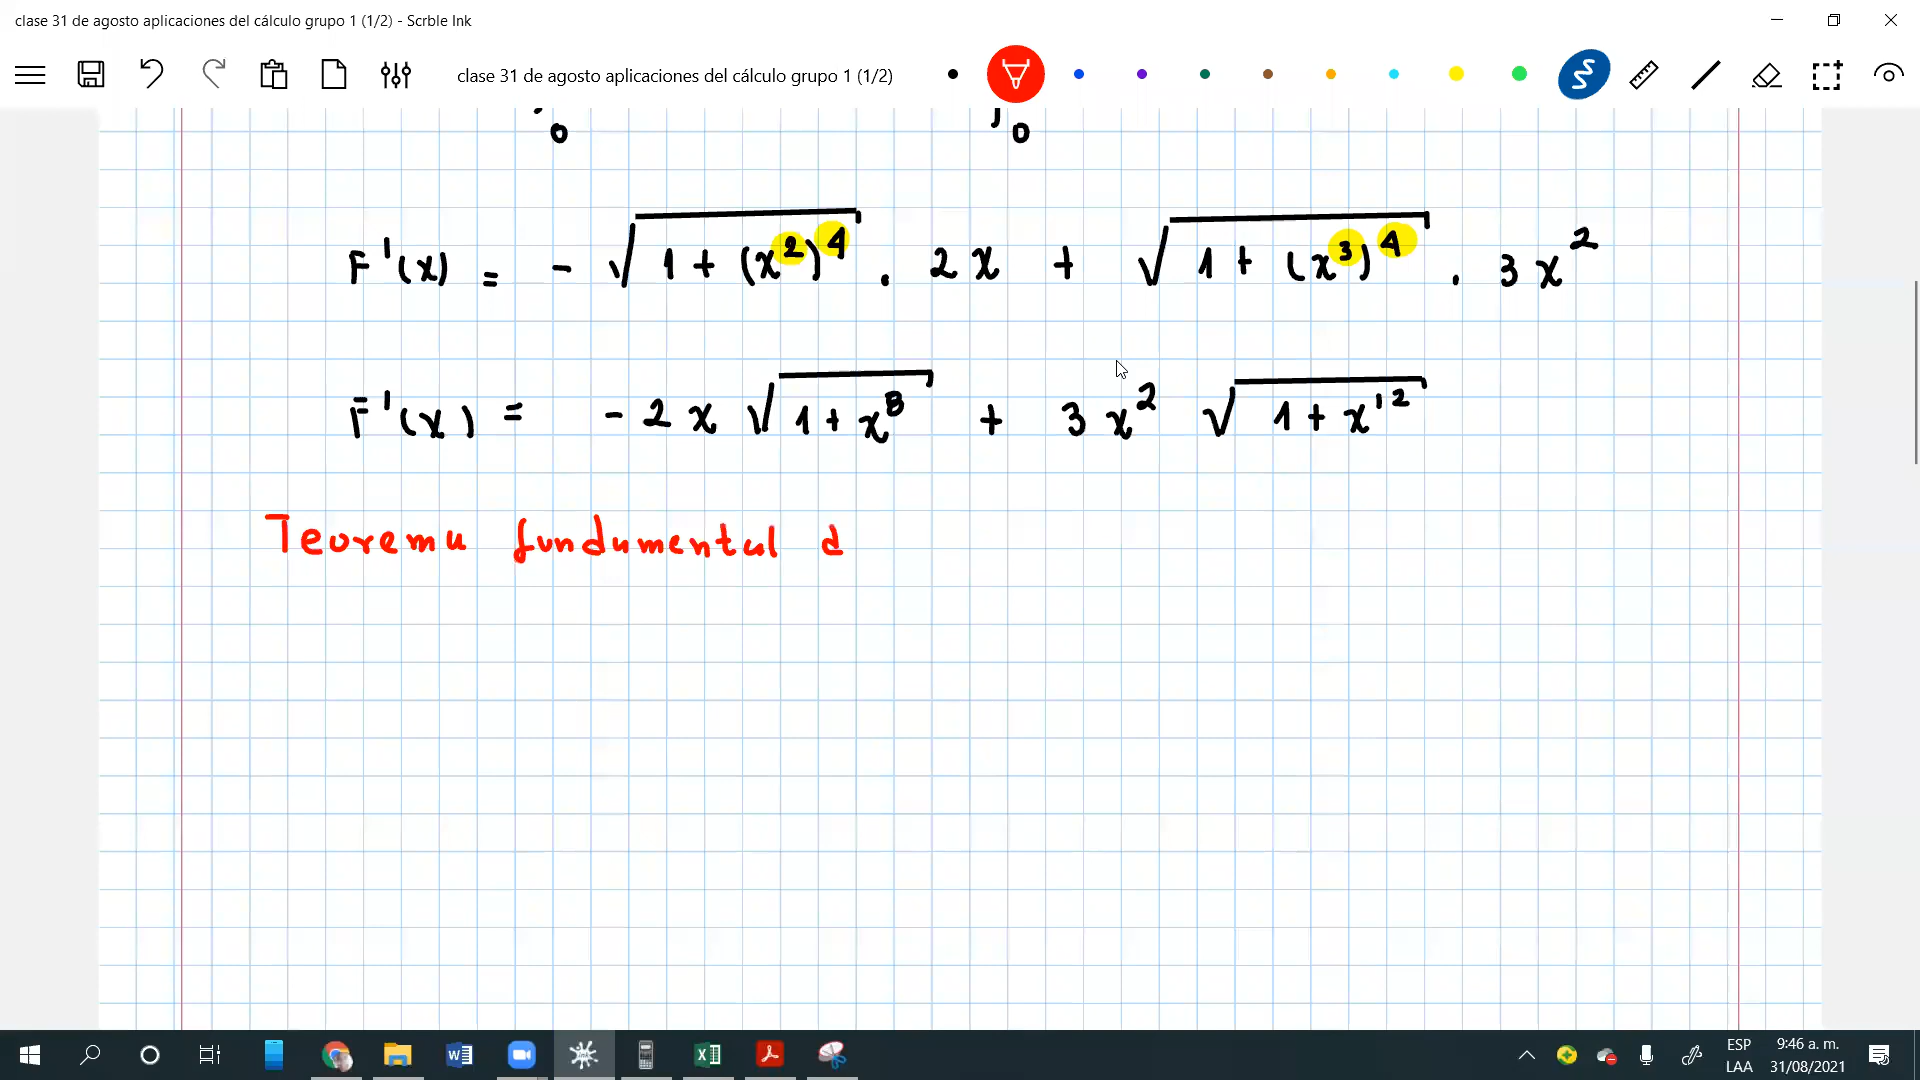 clase 31 de agosto aplicaciones del cálculo grupo 1 (1/2) - Scrble Ink
clase 31 de agosto aplicaciones del cálculo grupo 1 (1/2)
0 0
F'(x) = - √(1 + (x²)⁴) . 2x + √(1 + (x³)⁴) . 3x²
F'(x) = - 2x √(1 + x⁸) + 3x² √(1 + x¹²)
Teorema fundamental d
ESP 9:46 a. m.
LAA 31/08/2021